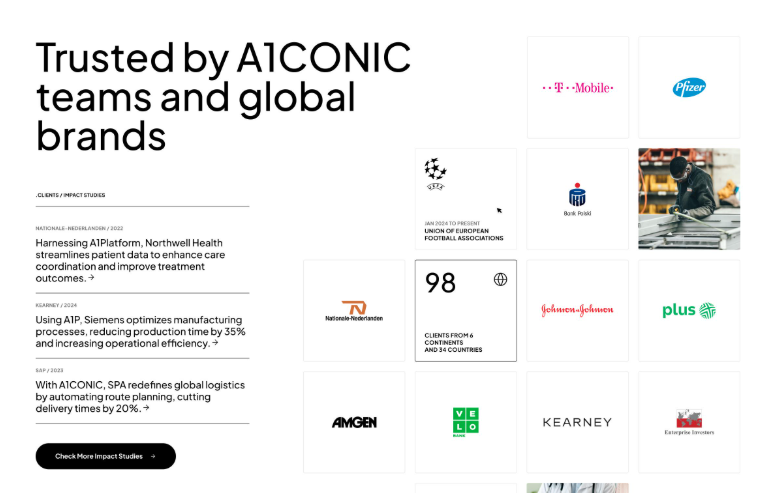 Trusted by A1CONIC
teams and global
brands
.CLIENTS / IMPACT STUDIES
NATIONALE-NEDERLANDEN / 2022
Harnessing A1Platform, Northwell Health
streamlines patient data to enhance care
coordination and improve treatment
outcomes. →
KEARNEY / 2024
Using A1P, Siemens optimizes manufacturing
processes, reducing production time by 35%
and increasing operational efficiency. →
SAP / 2023
With A1CONIC, SPA redefines global logistics
by automating route planning, cutting
delivery times by 20%. →
Check More Impact Studies →
T Mobile
Pfizer
UEFA
JAN 2024 TO PRESENT
UNION OF EUROPEAN
FOOTBALL ASSOCIATIONS
Bank Polski
Nationale-Nederlanden
98
CLIENTS FROM 6
CONTINENTS
AND 34 COUNTRIES
Johnson&Johnson
plus
AMGEN
VE
LO
KEARNEY
Enterprise Investors